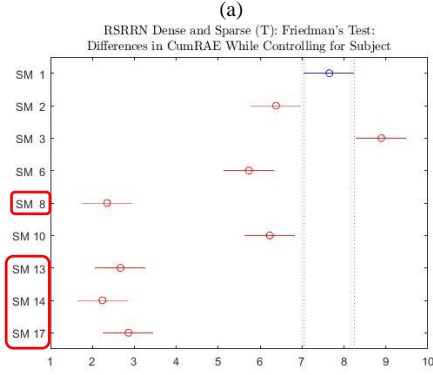 (a)
RSRRN Dense and Sparse (T): Friedman's Test:
Differences in CumRAE While Controlling for Subject
SM 1
SM 2
SM 3
SM 6
SM 8
SM 10
SM 13
SM 14
SM 17
1 2 3 4 5 6 7 8 9 10